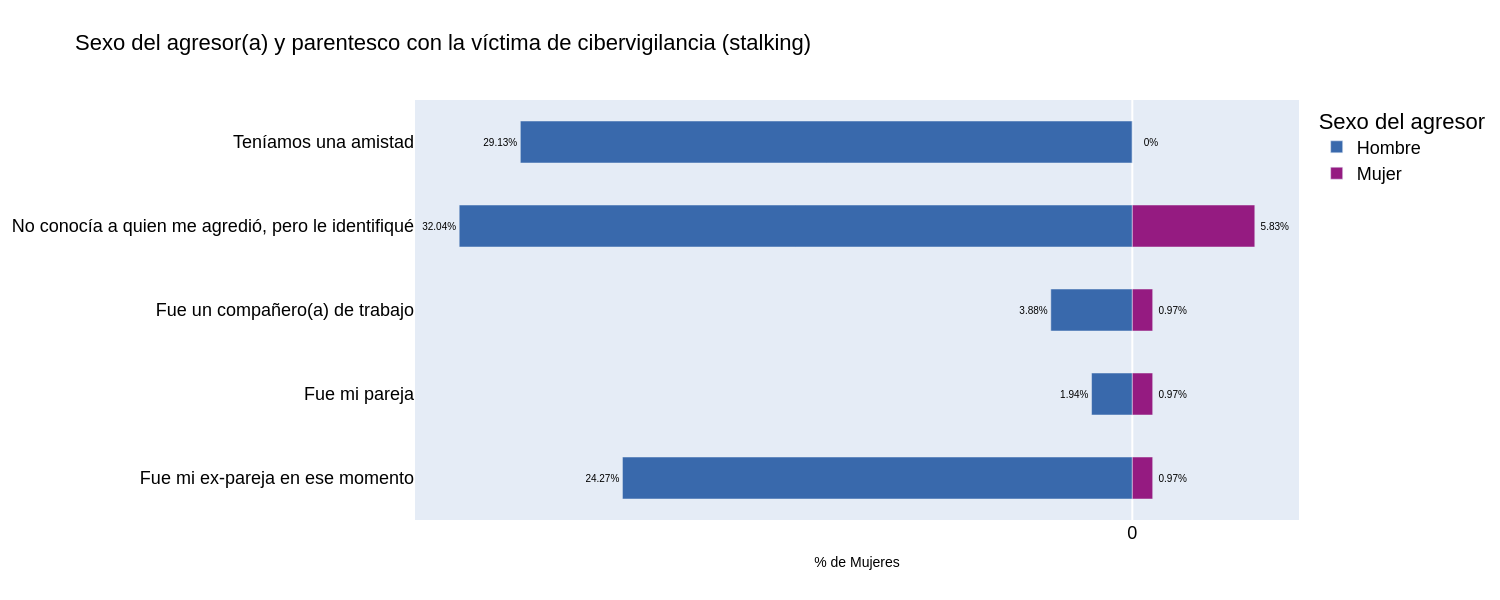 Sexo del agresor(a) y parentesco con la víctima de cibervigilancia (stalking)
Sexo del agresor
Hombre
Mujer
Teníamos una amistad
29.13%
0%
No conocía a quien me agredió, pero le identifiqué
32.04%
5.83%
Fue un compañero(a) de trabajo
3.88%
0.97%
Fue mi pareja
1.94%
0.97%
Fue mi ex-pareja en ese momento
24.27%
0.97%
0
% de Mujeres